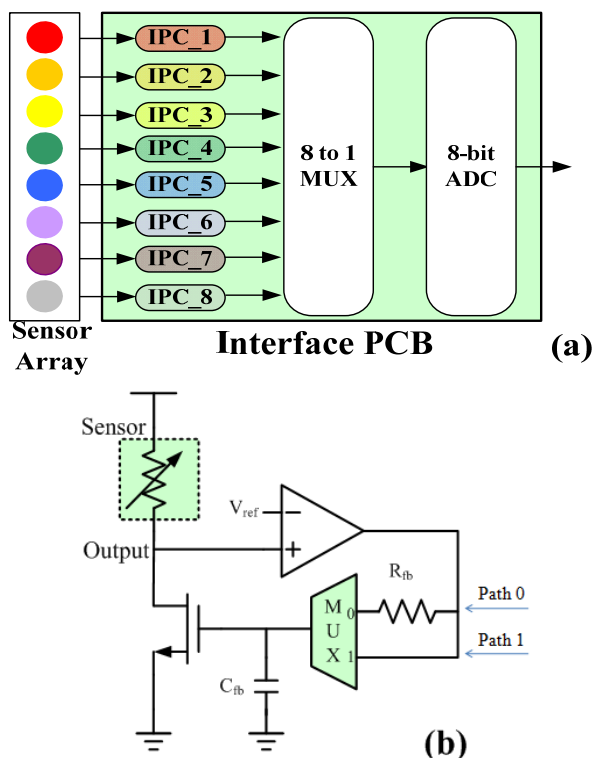 IPC_1
IPC_2
IPC_3
IPC_4
IPC_5
IPC_6
IPC_7
IPC_8
8 to 1
MUX
8-bit
ADC
Sensor
Array
Interface PCB
(a)
Sensor
Vref
Output
Rfb
M
U
X
0
1
Path 0
Path 1
Cfb
(b)